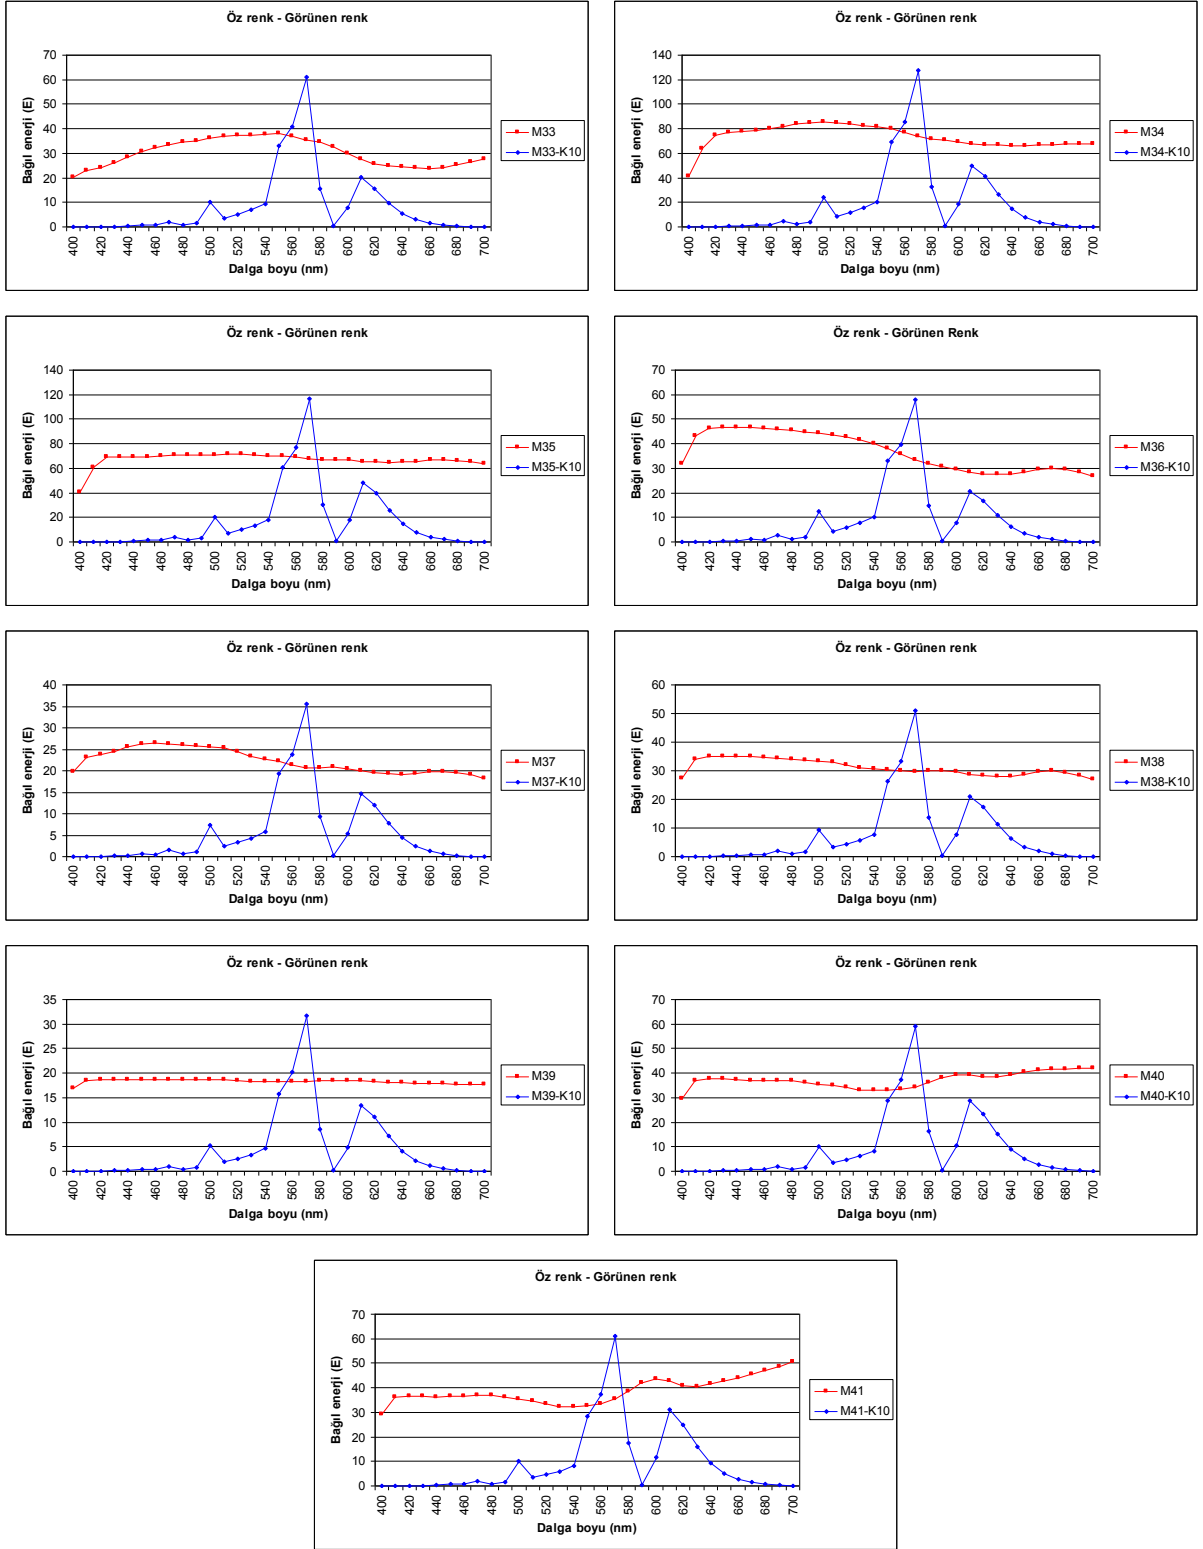 Öz renk - Görünen renk
70
60
50
40
30
20
10
0
Bağıl enerji (E)
400 420 440 460 480 500 520 540 560 580 600 620 640 660 680 700
Dalga boyu (nm)
M33
M33-K10
Öz renk - Görünen renk
140
120
100
80
60
40
20
0
Bağıl enerji (E)
400 420 440 460 480 500 520 540 560 580 600 620 640 660 680 700
Dalga boyu (nm)
M34
M34-K10
Öz renk - Görünen renk
140
120
100
80
60
40
20
0
Bağıl enerji (E)
400 420 440 460 480 500 520 540 560 580 600 620 640 660 680 700
Dalga boyu (nm)
M35
M35-K10
Öz renk - Görünen Renk
70
60
50
40
30
20
10
0
Bağıl enerji (E)
400 420 440 460 480 500 520 540 560 580 600 620 640 660 680 700
Dalga boyu (nm)
M36
M36-K10
Öz renk - Görünen renk
40
35
30
25
20
15
10
5
0
Bağıl enerji (E)
400 420 440 460 480 500 520 540 560 580 600 620 640 660 680 700
Dalga boyu (nm)
M37
M37-K10
Öz renk - Görünen renk
60
50
40
30
20
10
0
Bağıl enerji (E)
400 420 440 460 480 500 520 540 560 580 600 620 640 660 680 700
Dalga boyu (nm)
M38
M38-K10
Öz renk - Görünen renk
35
30
25
20
15
10
5
0
Bağıl enerji (E)
400 420 440 460 480 500 520 540 560 580 600 620 640 660 680 700
Dalga boyu (nm)
M39
M39-K10
Öz renk - Görünen renk
70
60
50
40
30
20
10
0
Bağıl enerji (E)
400 420 440 460 480 500 520 540 560 580 600 620 640 660 680 700
Dalga boyu (nm)
M40
M40-K10
Öz renk - Görünen renk
70
60
50
40
30
20
10
0
Bağıl enerji (E)
400 420 440 460 480 500 520 540 560 580 600 620 640 660 680 700
Dalga boyu (nm)
M41
M41-K10